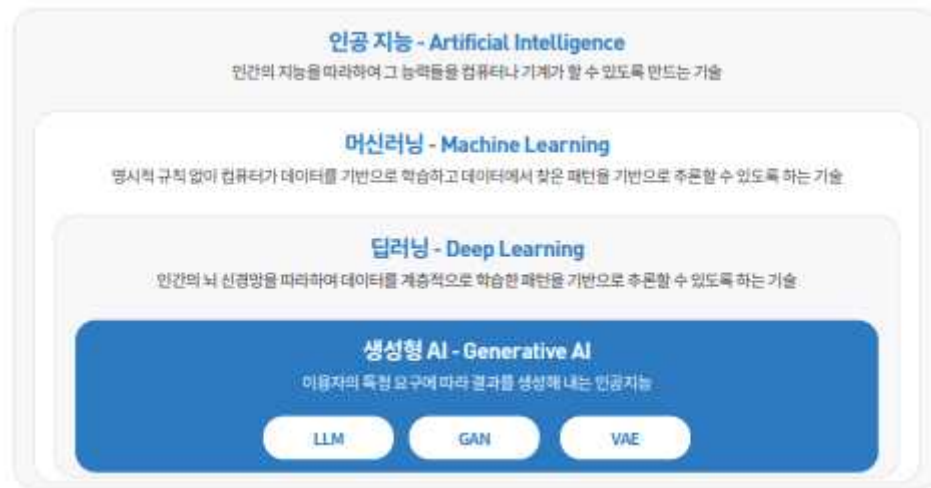 인공 지능 - Artificial Intelligence
인간의 지능을 따라하여 그 능력들을 컴퓨터나 기계가 할 수 있도록 만드는 기술
머신러닝 - Machine Learning
명시적 규칙 없이 컴퓨터가 데이터를 기반으로 학습하고 데이터에서 찾은 패턴을 기반으로 추론할 수 있도록 하는 기술
딥러닝 - Deep Learning
인간의 뇌 신경망을 따라하여 데이터를 계층적으로 학습한 패턴을 기반으로 추론할 수 있도록 하는 기술
생성형 AI - Generative AI
이용자의 특정 요구에 따라 결과를 생성해 내는 인공지능
LLM GAN VAE